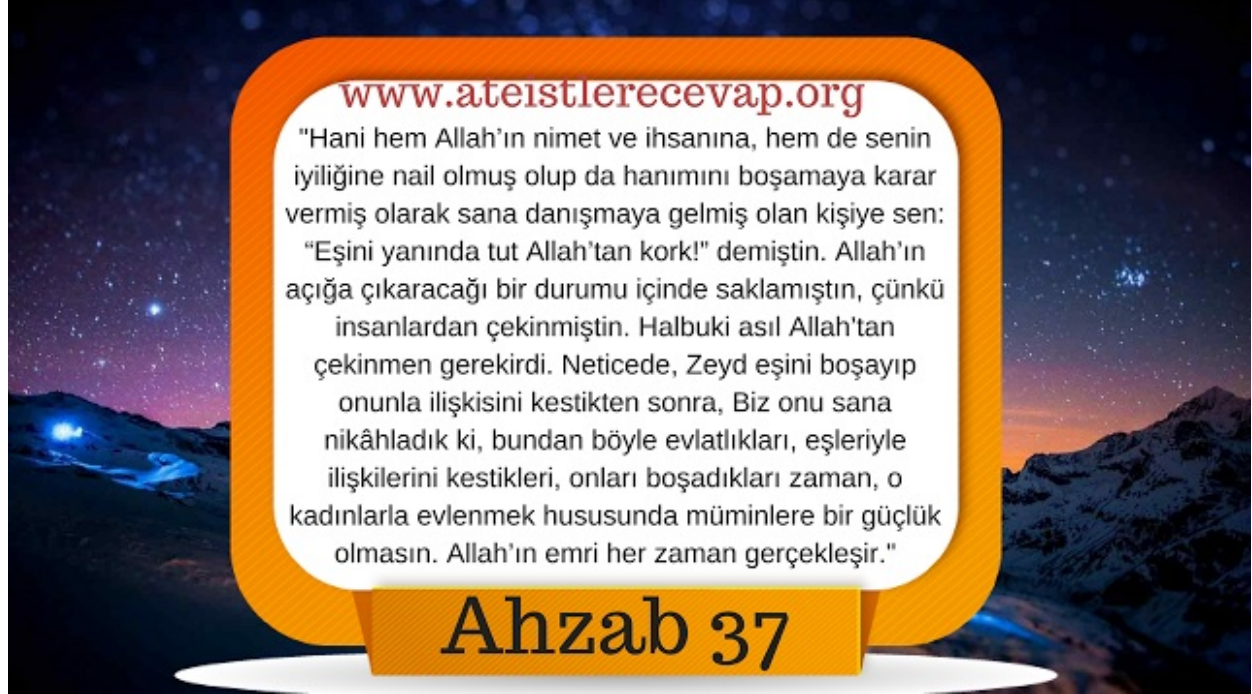 www.ateistlerecevap.org
"Hani hem Allah’ın nimet ve ihsanına, hem de senin
iyiliğine nail olmuş olup da hanımını boşamaya karar
vermiş olarak sana danışmaya gelmiş olan kişiye sen:
“Eşini yanında tut Allah’tan kork!” demiştin. Allah’ın
açığa çıkaracağı bir durumu içinde saklamıştın, çünkü
insanlardan çekinmiştin. Halbuki asıl Allah’tan
çekinmen gerekirdi. Neticede, Zeyd eşini boşayıp
onunla ilişkisini kestikten sonra, Biz onu sana
nikâhladık ki, bundan böyle evlatlıkları, eşleriyle
ilişkilerini kestikleri, onları boşadıkları zaman, o
kadınlarla evlenmek hususunda müminlere bir güçlük
olmasın. Allah’ın emri her zaman gerçekleşir."
Ahzab 37